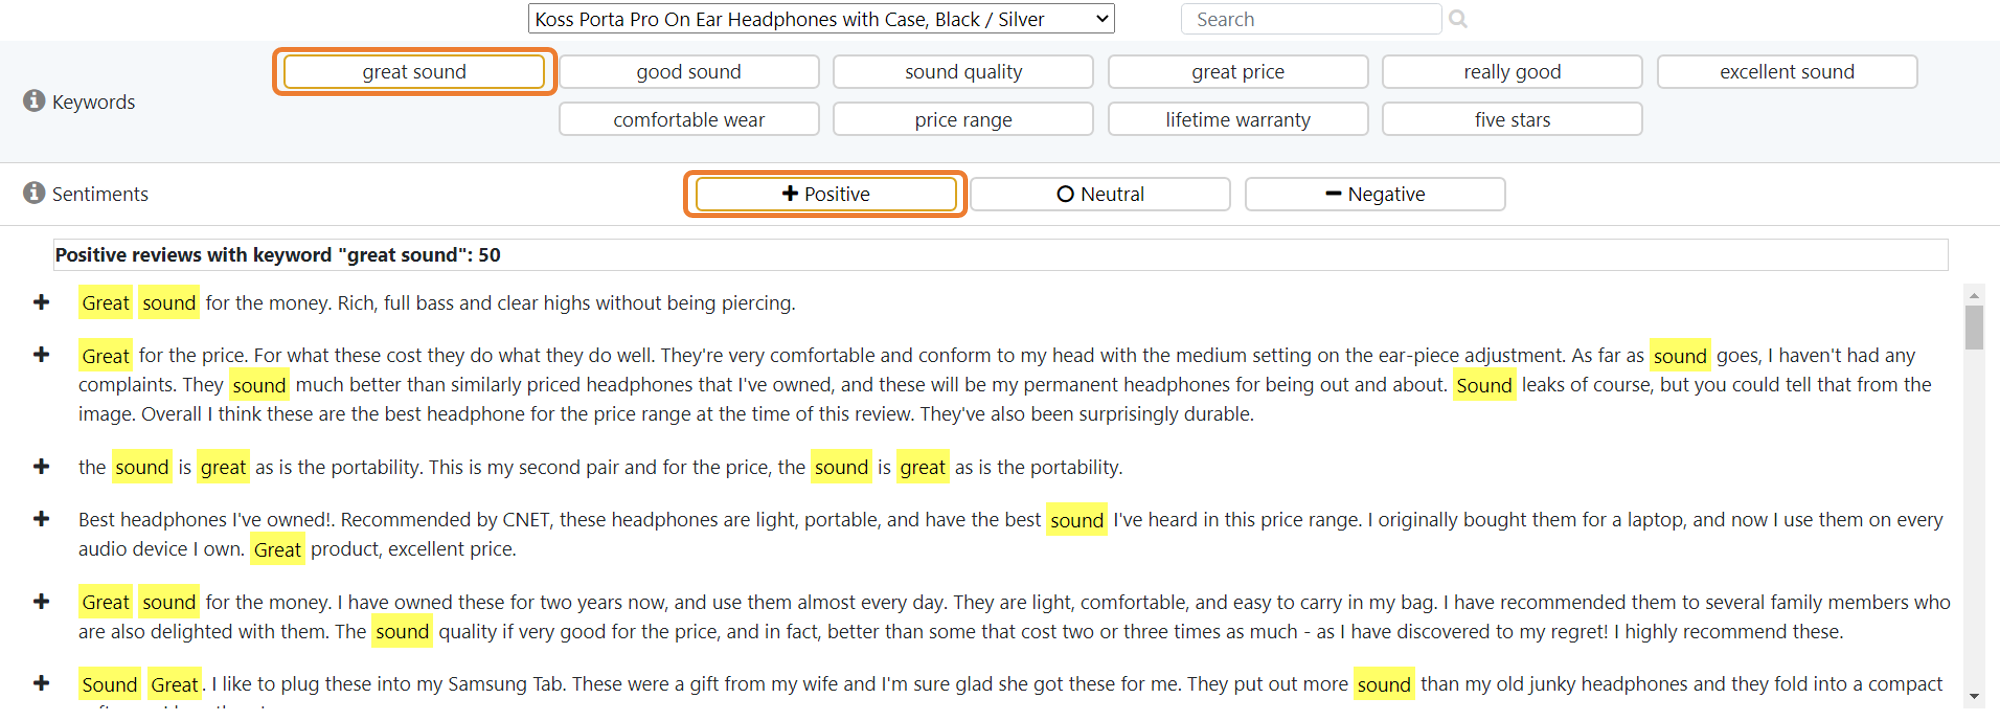 Koss Porta Pro On Ear Headphones with Case, Black / Silver
Search
Keywords
great sound
good sound
sound quality
great price
really good
excellent sound
comfortable wear
price range
lifetime warranty
five stars
Sentiments
Positive
Neutral
Negative
Positive reviews with keyword "great sound": 50
Great sound for the money. Rich, full bass and clear highs without being piercing.
Great for the price. For what these cost they do what they do well. They're very comfortable and conform to my head with the medium setting on the ear-piece adjustment. As far as sound goes, I haven't had any
complaints. They sound much better than similarly priced headphones that I've owned, and these will be my permanent headphones for being out and about. Sound leaks of course, but you could tell that from the
image. Overall I think these are the best headphone for the price range at the time of this review. They've also been surprisingly durable.
the sound is great as is the portability. This is my second pair and for the price, the sound is great as is the portability.
Best headphones I've owned!. Recommended by CNET, these headphones are light, portable, and have the best sound I've heard in this price range. I originally bought them for a laptop, and now I use them on every
audio device I own. Great product, excellent price.
Great sound for the money. I have owned these for two years now, and use them almost every day. They are light, comfortable, and easy to carry in my bag. I have recommended them to several family members who
are also delighted with them. The sound quality if very good for the price, and in fact, better than some that cost two or three times as much - as I have discovered to my regret! I highly recommend these.
Sound Great. I like to plug these into my Samsung Tab. These were a gift from my wife and I'm sure glad she got these for me. They put out more sound than my old junky headphones and they fold into a compact